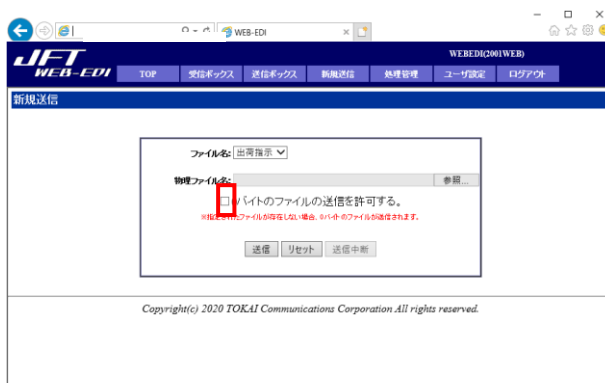 WEB-EDI
JFT
WEB-EDI
WEBEDI(2001WEB)
TOP 受信ボックス 送信ボックス 新規送信 処理管理 ユーザ設定 ログアウト
新規送信
ファイル名: 出荷指示
物理ファイル名: 参照...
バイトのファイルの送信を許可する。
※指定されたファイルが存在しない場合、0バイトのファイルが送信されます。
送信 リセット 送信中断
Copyright(c) 2020 TOKAI Communications Corporation All rights reserved.